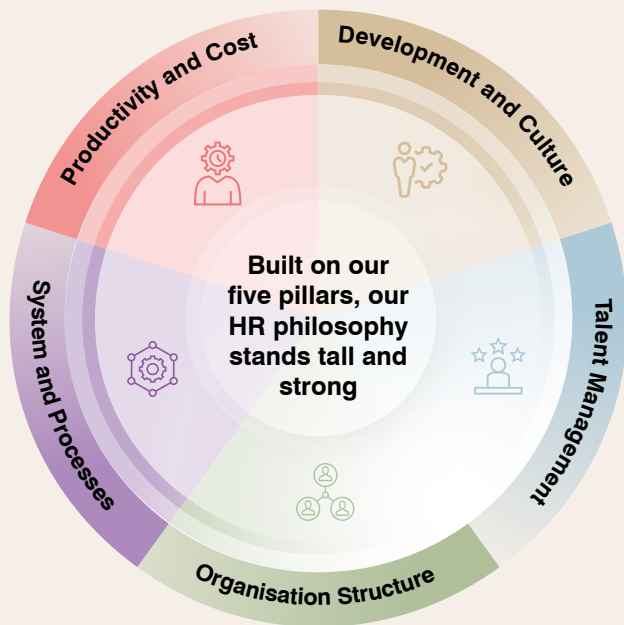 Productivity and Cost
Development and Culture
Talent Management
Organisation Structure
System and Processes
Built on our
five pillars, our
HR philosophy
stands tall and
strong